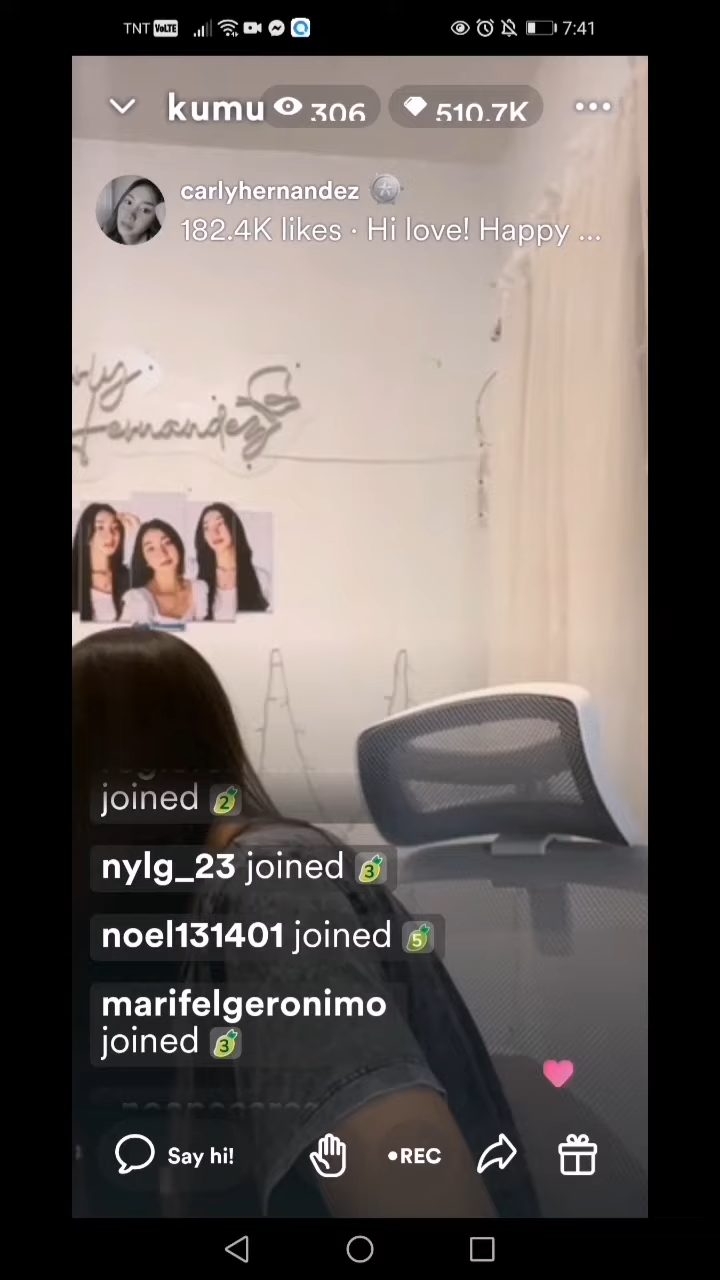 TNT VoLTE 7:41
kumu 306 510.7K
carlyhernandez
182.4K likes · Hi love! Happy ...
Hernandez
joined 2
nylg_23 joined 3
noel131401 joined 5
marifelgeronimo
joined 3
Say hi! •REC